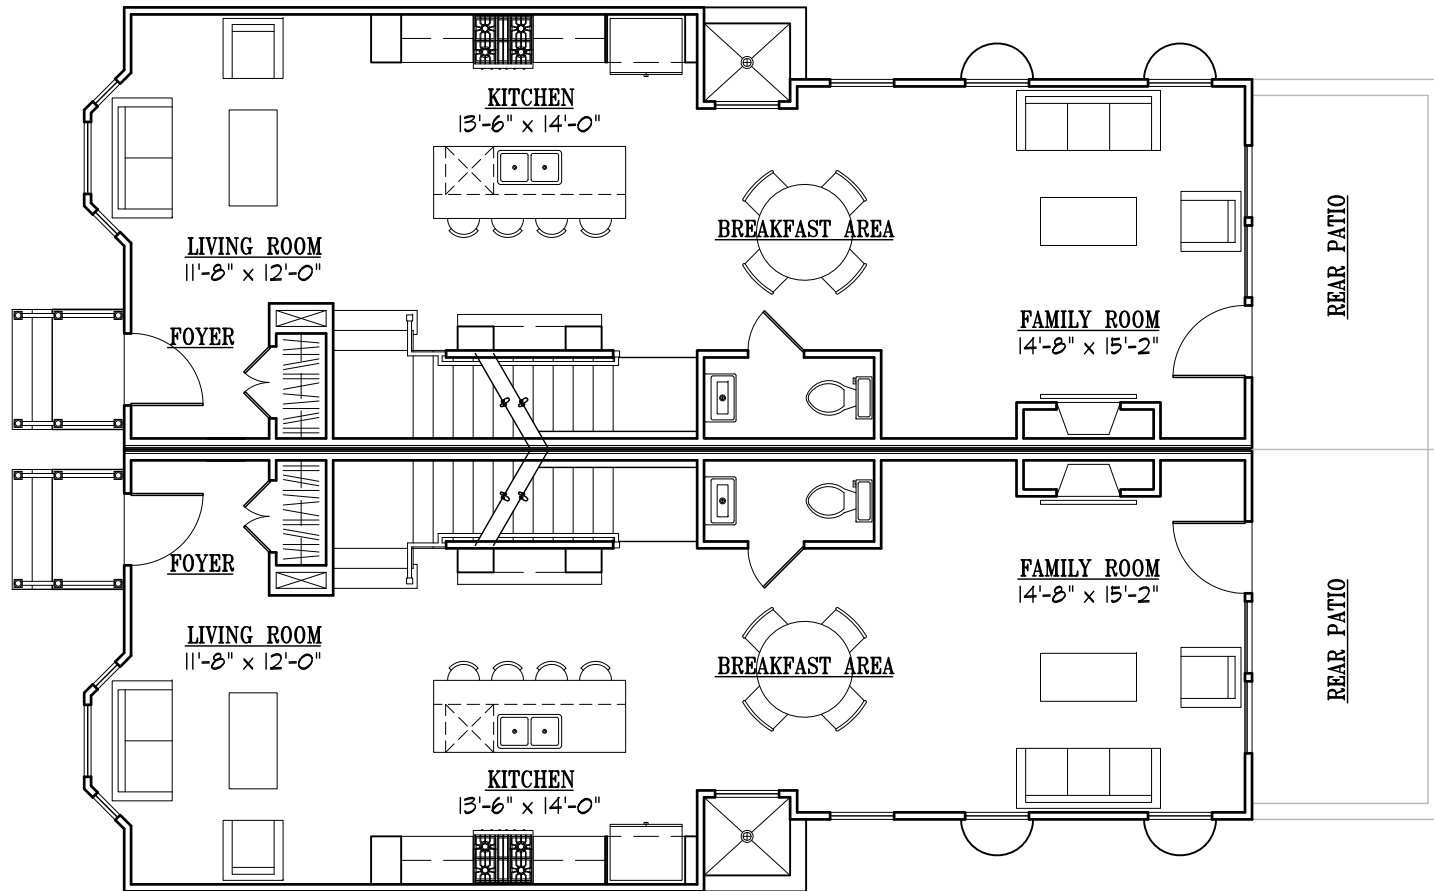 KITCHEN
13'-6" x 14'-0"
LIVING ROOM
11'-8" x 12'-0"
BREAKFAST AREA
REAR PATIO
FOYER
FAMILY ROOM
14'-8" x 15'-2"
FOYER
FAMILY ROOM
14'-8" x 15'-2"
LIVING ROOM
11'-8" x 12'-0"
BREAKFAST AREA
REAR PATIO
KITCHEN
13'-6" x 14'-0"